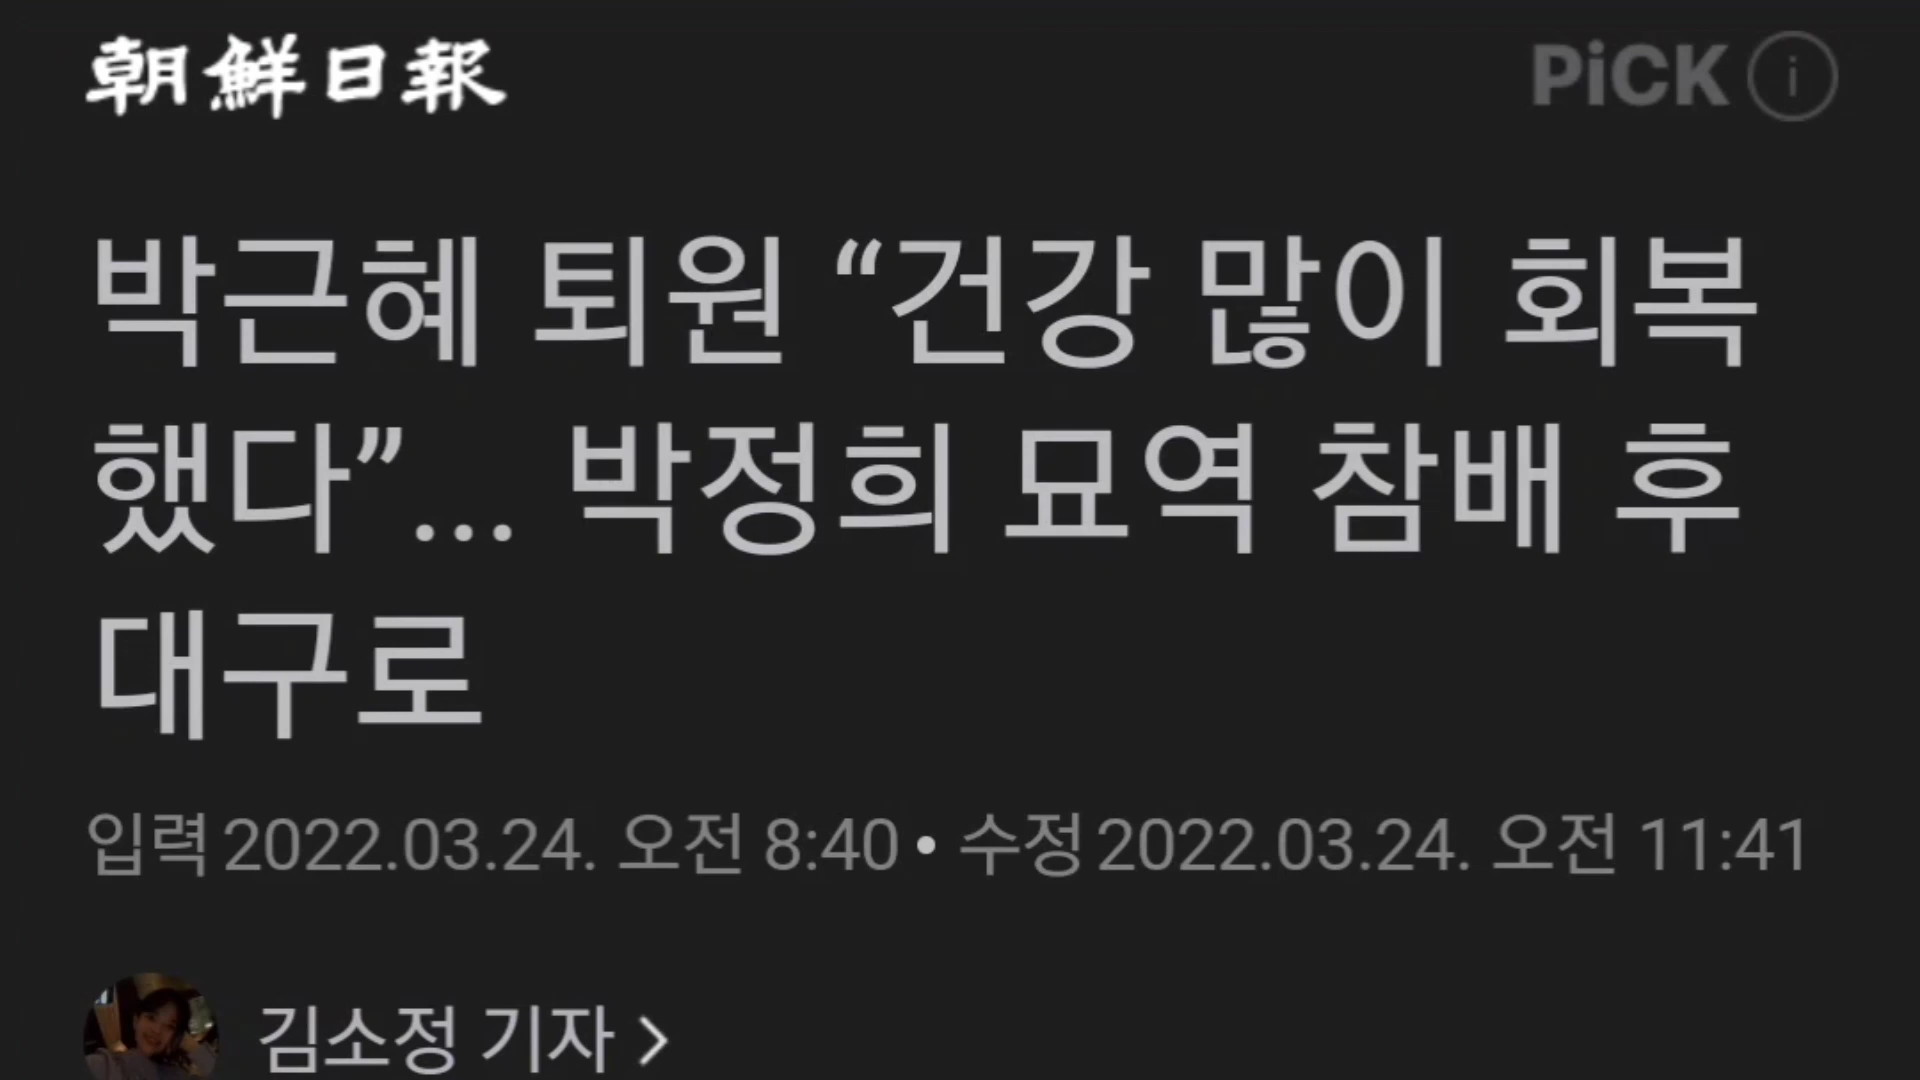 朝鮮日報
PiCK i
박근혜 퇴원 “건강 많이 회복
했다”... 박정희 묘역 참배 후
대구로
입력 2022.03.24. 오전 8:40 • 수정 2022.03.24. 오전 11:41
김소정 기자 >